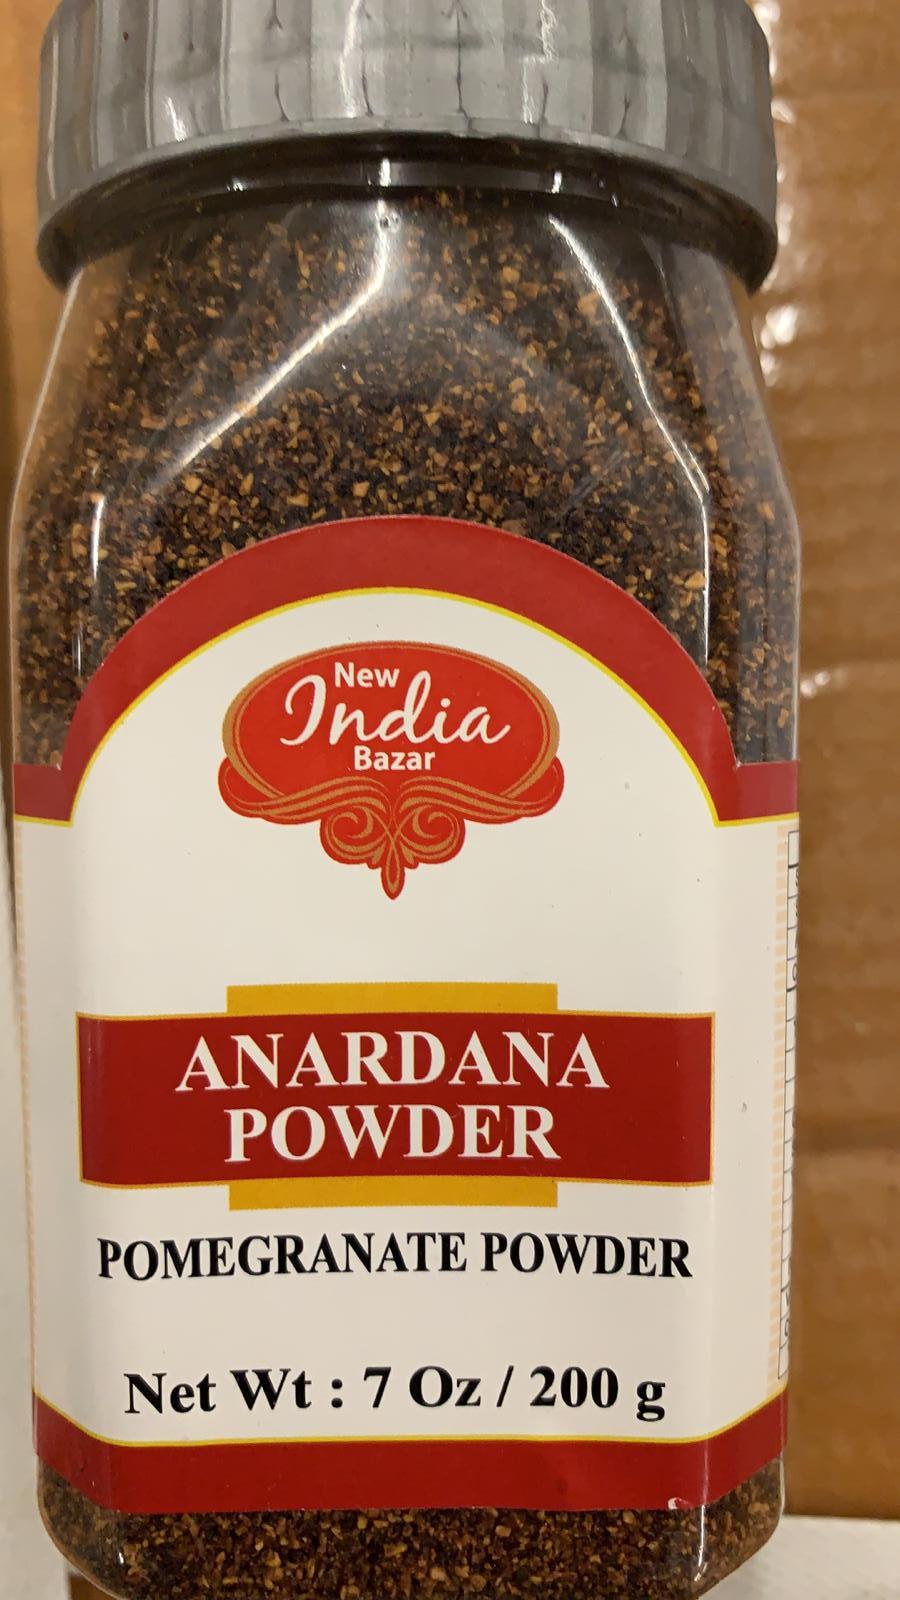 New
India
Bazar
ANARDANA
POWDER
POMEGRANATE POWDER
Net Wt : 7 Oz / 200 g